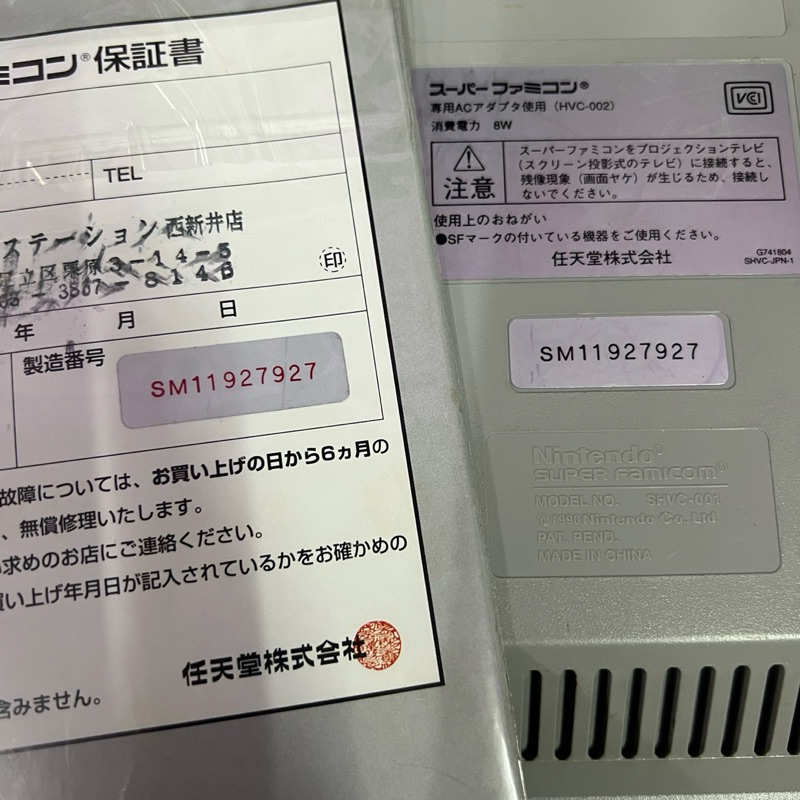 ミコン®保証書
TEL
ステーション 西新井店
足立区栗原3-14-5
3887-8146
印
年 月 日
製造番号
SM11927927
故障については、お買い上げの日から6ヵ月の
、無償修理いたします。
求めのお店にご連絡ください。
買い上げ年月日が記入されているかをお確かめの
任天堂株式会社
含みません。
スーパーファミコン®
専用ACアダプタ使用(HVC-002)
消費電力 8W
VCCI
注意
スーパーファミコンをプロジェクションテレビ
(スクリーン投影式のテレビ)に接続すると、
残像現象(画面ヤケ)が生じるため、接続し
ないでください。
使用上のおねがい
●SFマークの付いている機器をご使用ください。
任天堂株式会社
G741804
SHVC-JPN-1
SM11927927
Nintendo®
SUPER Famicom®
MODEL NO. SHVC-001
©1990 Nintendo Co. Ltd.
PAT. PEND.
MADE IN CHINA